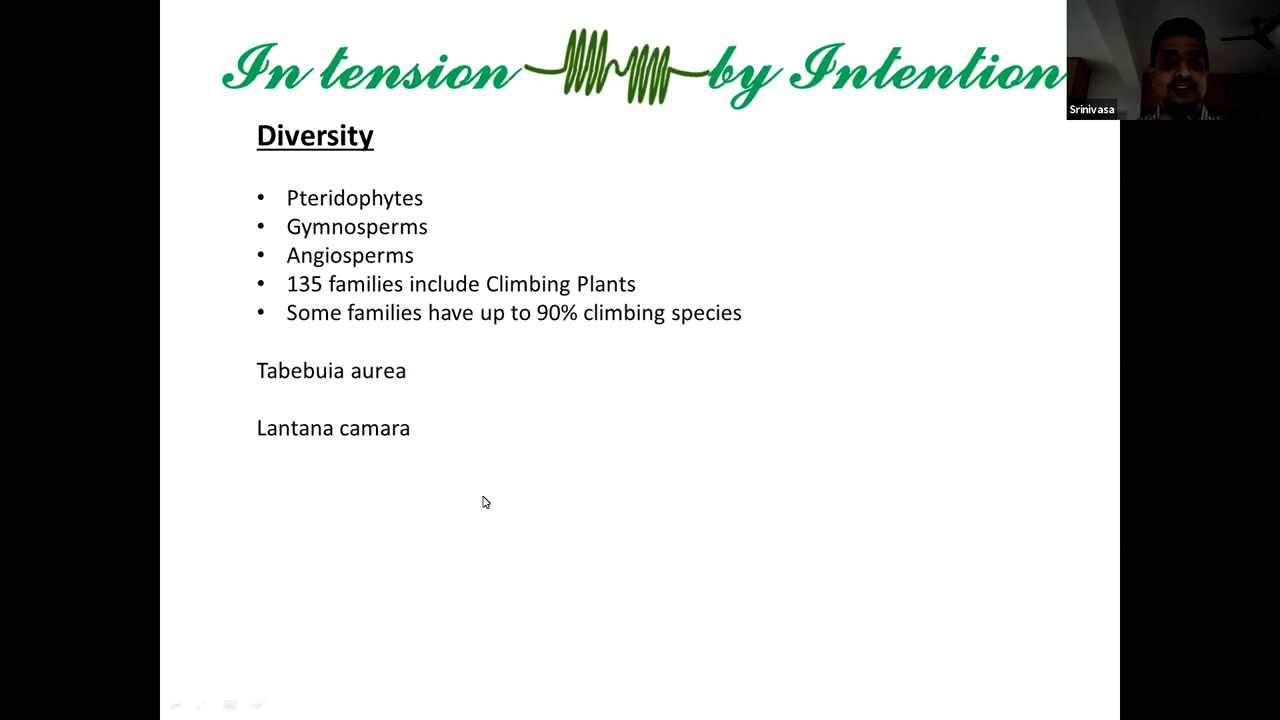 In tension by Intention
Srinivasa
Diversity
• Pteridophytes
• Gymnosperms
• Angiosperms
• 135 families include Climbing Plants
• Some families have up to 90% climbing species
Tabebuia aurea
Lantana camara